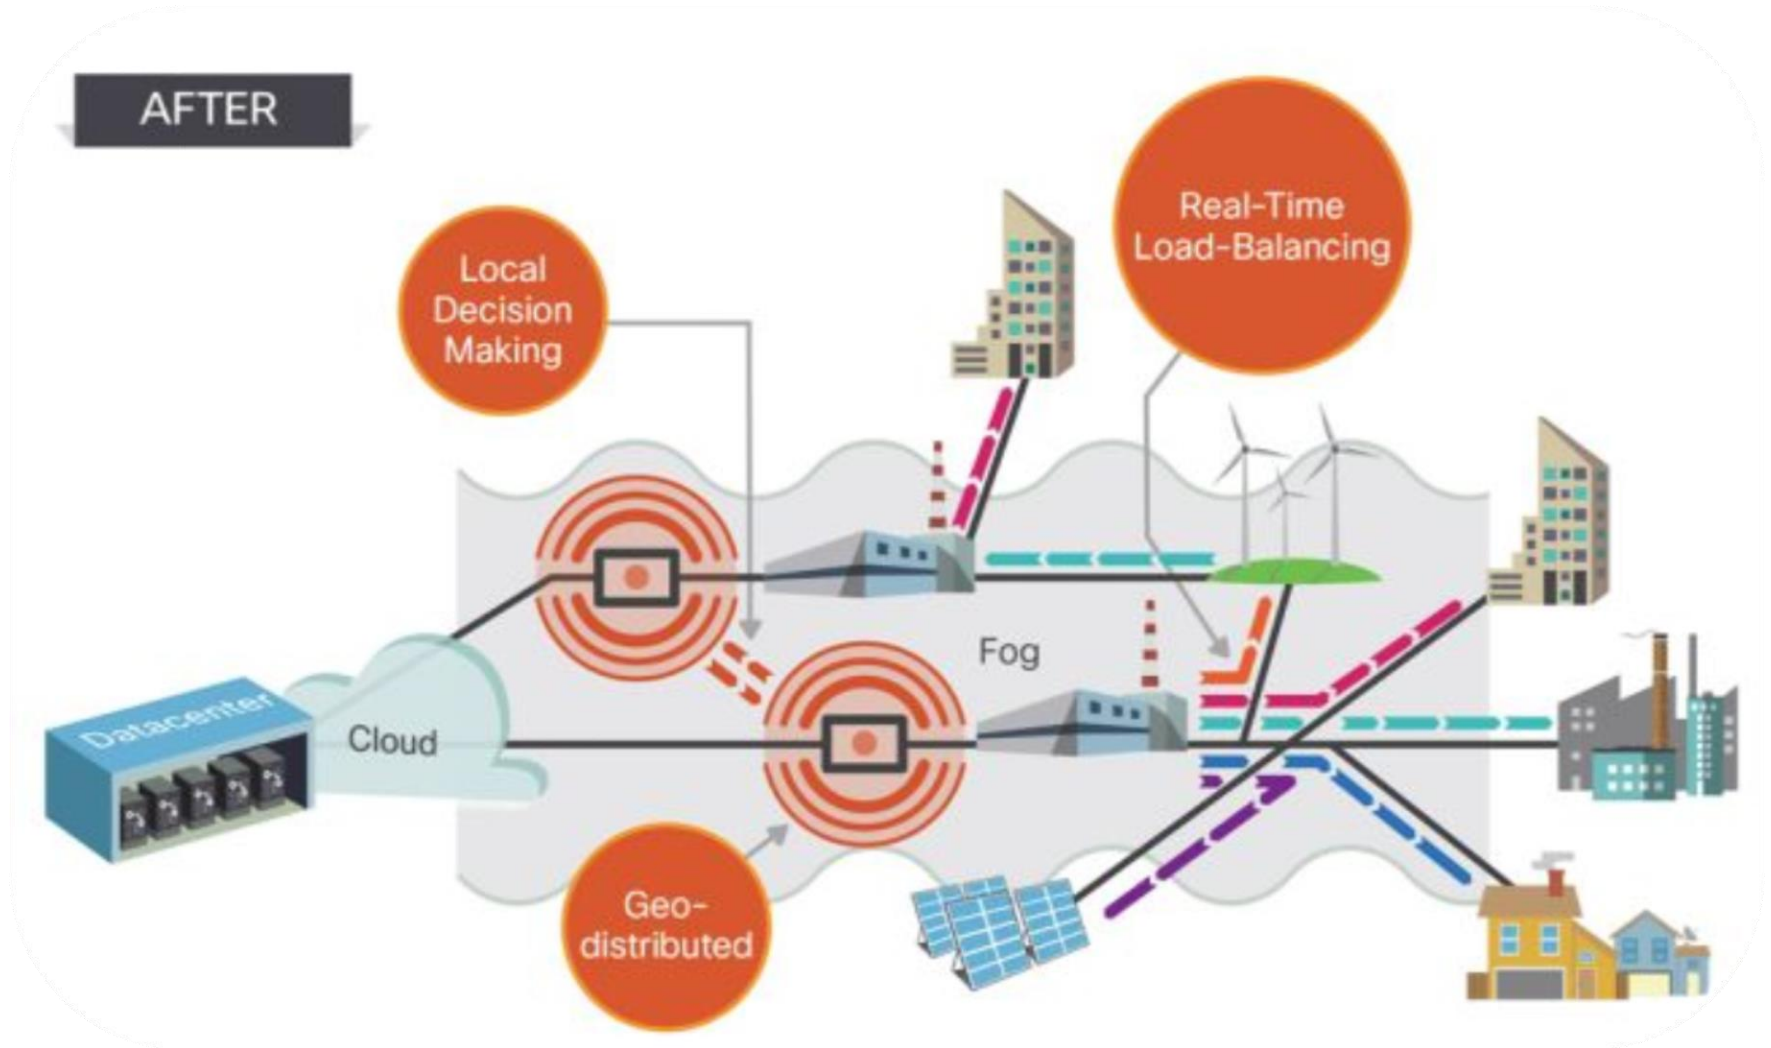 AFTER
Local
Decision
Making
Real-Time
Load-Balancing
Fog
Datacenter
Cloud
Geo-
distributed